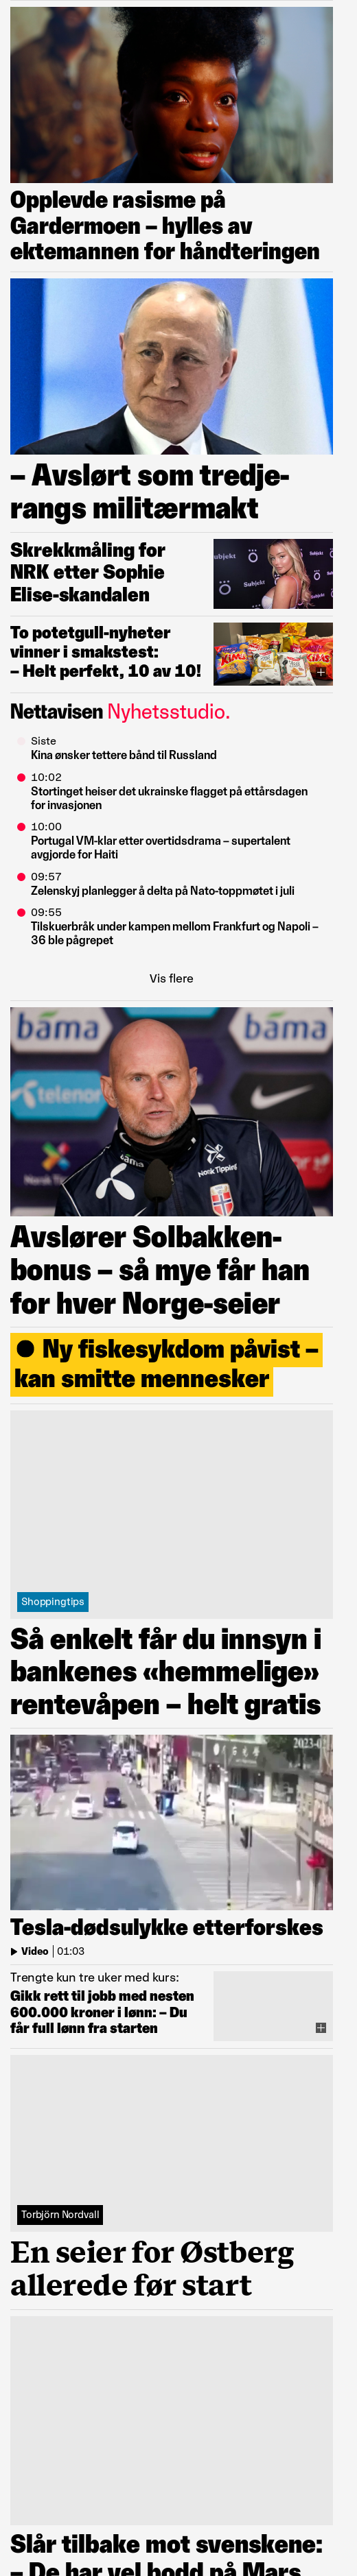 Opplevde rasisme på
Gardermoen – hylles av
ektemannen for håndteringen
– Avslørt som tredje-
rangs militærmakt
Skrekkmåling for
NRK etter Sophie
Elise-skandalen
Subjekt
To potetgull-nyheter
vinner i smakstest:
– Helt perfekt, 10 av 10!
KiMs
Nettavisen Nyhetsstudio.
Siste
Kina ønsker tettere bånd til Russland
10:02
Stortinget heiser det ukrainske flagget på ettårsdagen
for invasjonen
10:00
Portugal VM-klar etter overtidsdrama – supertalent
avgjorde for Haiti
09:57
Zelenskyj planlegger å delta på Nato-toppmøtet i juli
09:55
Tilskuerbråk under kampen mellom Frankfurt og Napoli –
36 ble pågrepet
Vis flere
bama bama
telenor
Norsk Tipping
Avslører Solbakken-
bonus – så mye får han
for hver Norge-seier
Ny fiskesykdom påvist –
kan smitte mennesker
Shoppingtips
Så enkelt får du innsyn i
bankenes «hemmelige»
rentevåpen – helt gratis
Tesla-dødsulykke etterforskes
Video | 01:03
Trengte kun tre uker med kurs:
Gikk rett til jobb med nesten
600.000 kroner i lønn: – Du
får full lønn fra starten
Torbjörn Nordvall
En seier for Østberg
allerede før start
Slår tilbake mot svenskene:
– De har vel bodd på Mars